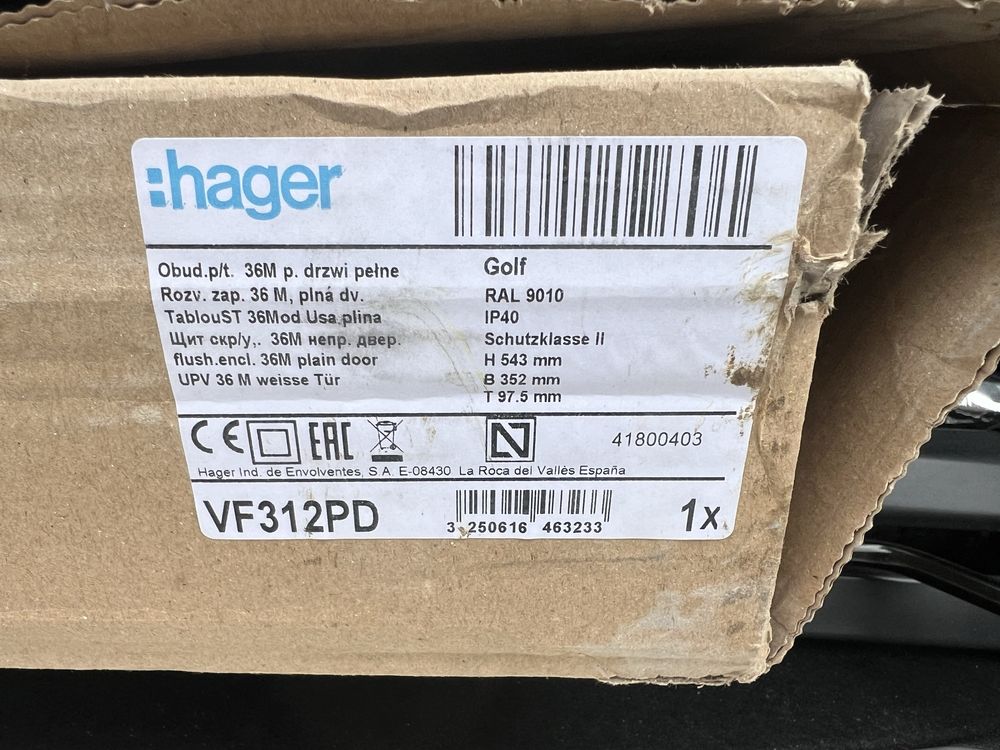 :hager
Obud.p/t. 36M p. drzwi pełne
Rozv. zap. 36 M, plná dv.
TablouST 36Mod Usa plina
Щит скр/у,. 36М непр. двер.
flush.encl. 36M plain door
UPV 36 M weisse Tür
Golf
RAL 9010
IP40
Schutzklasse II
H 543 mm
B 352 mm
T 97.5 mm
CE EAC N 41800403
Hager Ind. de Envolventes, S.A. E-08430 La Roca del Vallés España
VF312PD
3 250616 463233
1x